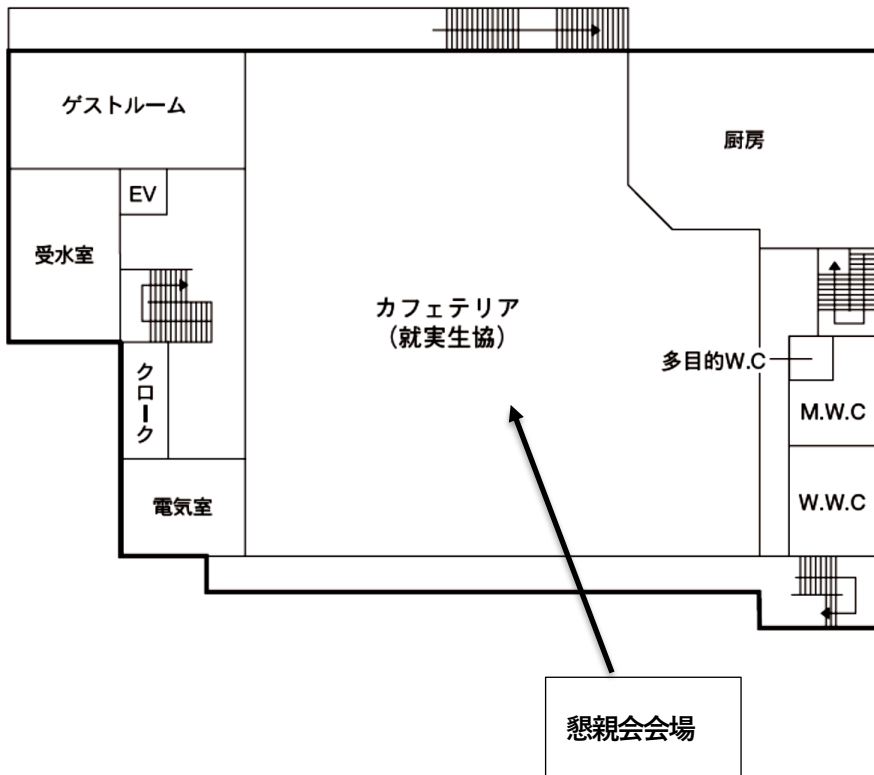 ゲストルーム
厨房
EV
受水室
カフェテリア
（就実生協）
多目的W.C
クローク
M.W.C
電気室
W.W.C
懇親会会場